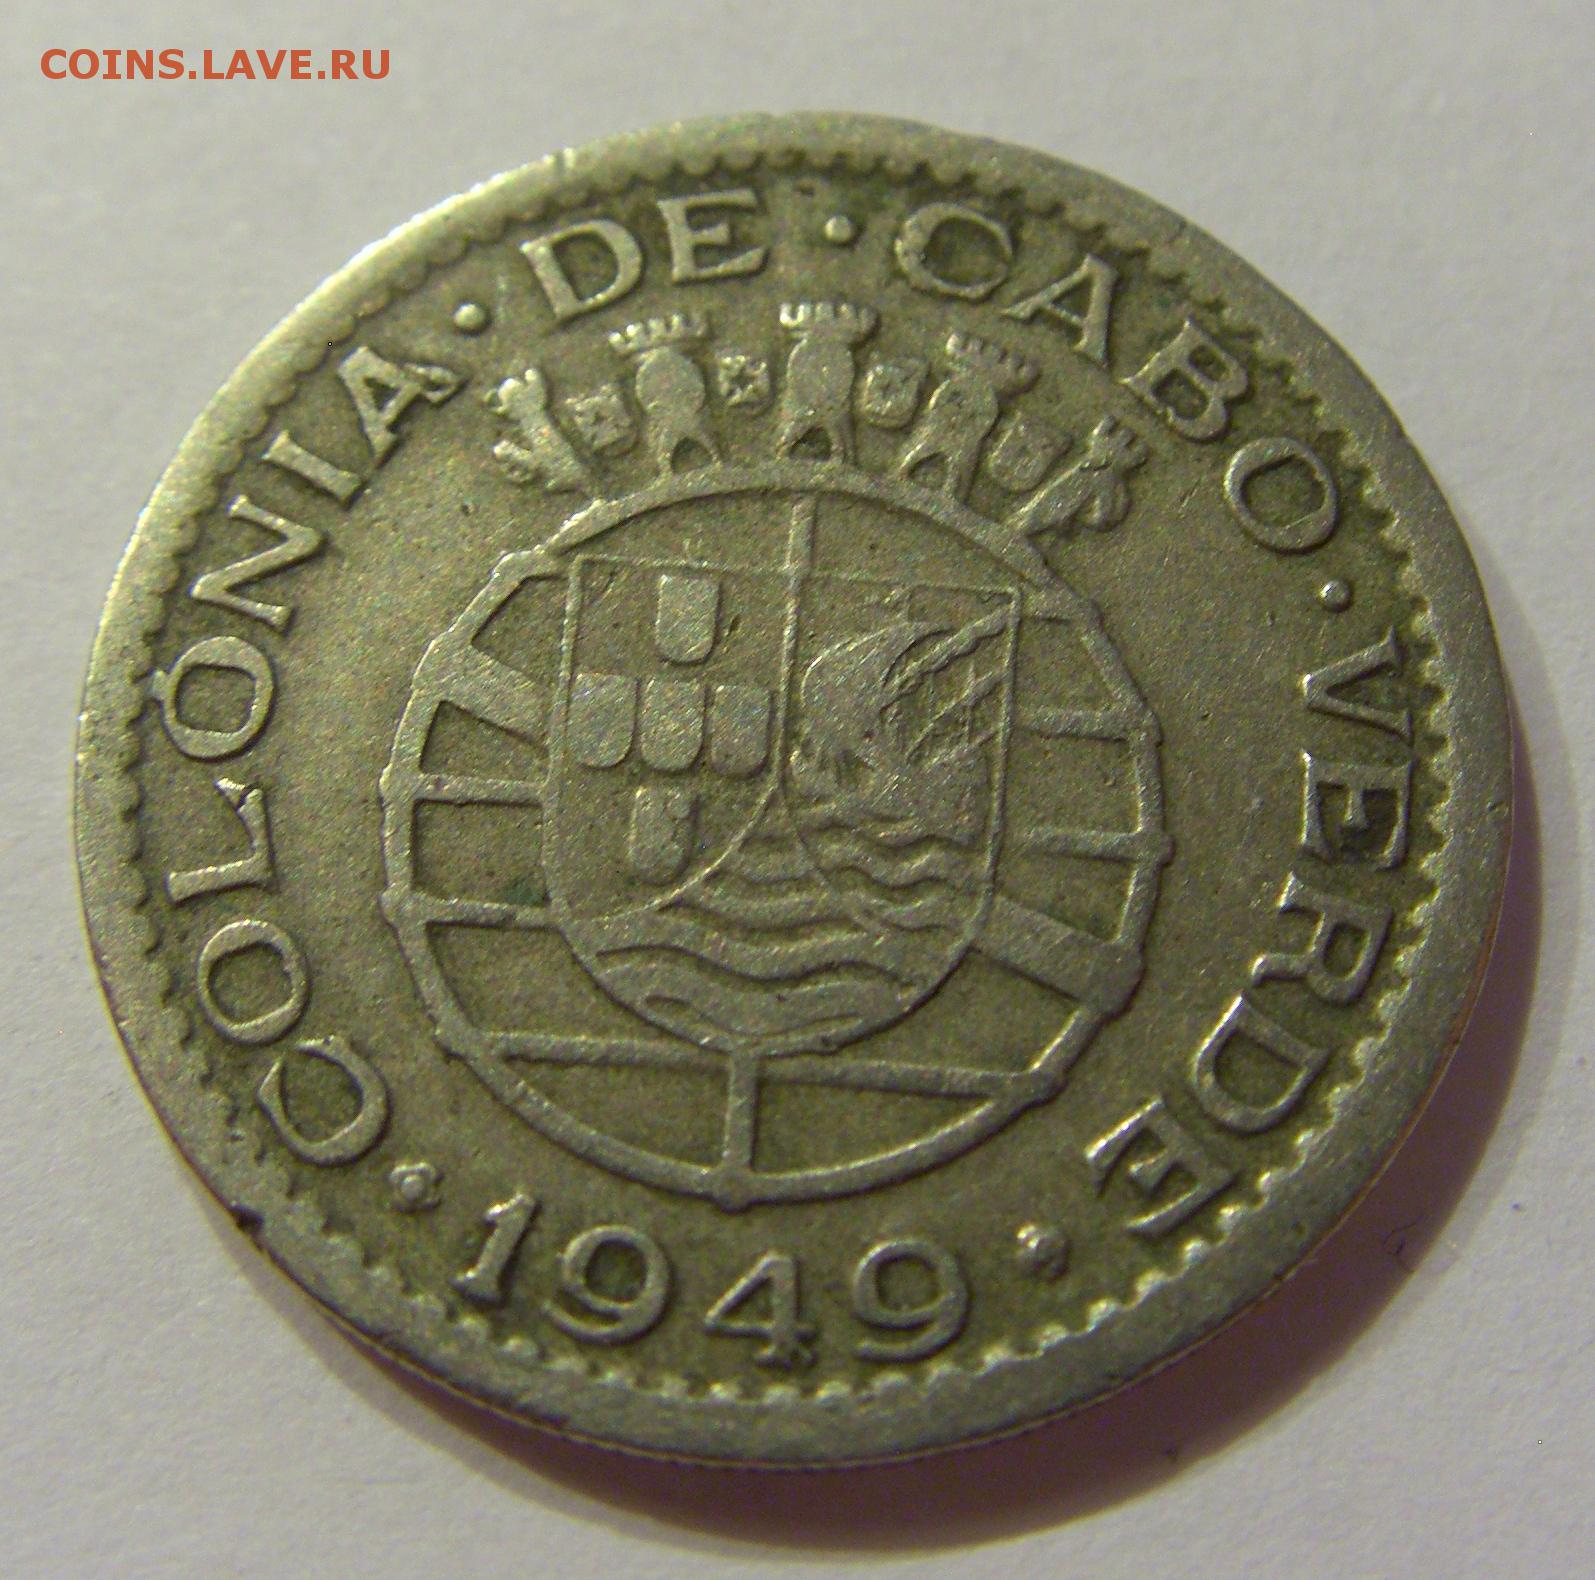 COINS.LAVE.RU
COLÓNIA · DE · CABO · VERDE
· 1949 ·